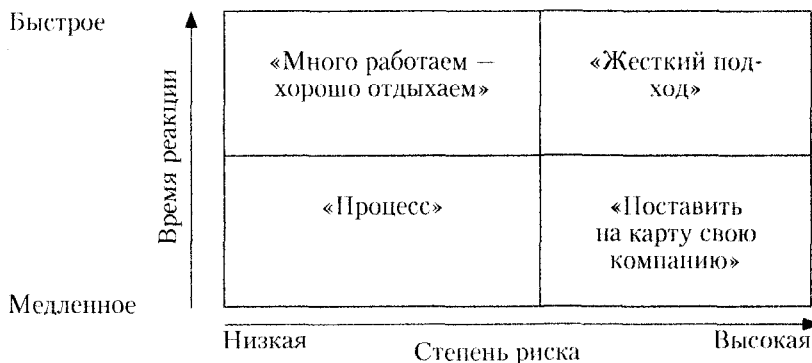 Быстрое
Время реакции
«Много работаем —
хорошо отдыхаем»
«Жесткий под-
ход»
«Процесс»
«Поставить
на карту свою
компанию»
Медленное
Низкая
Степень риска
Высокая